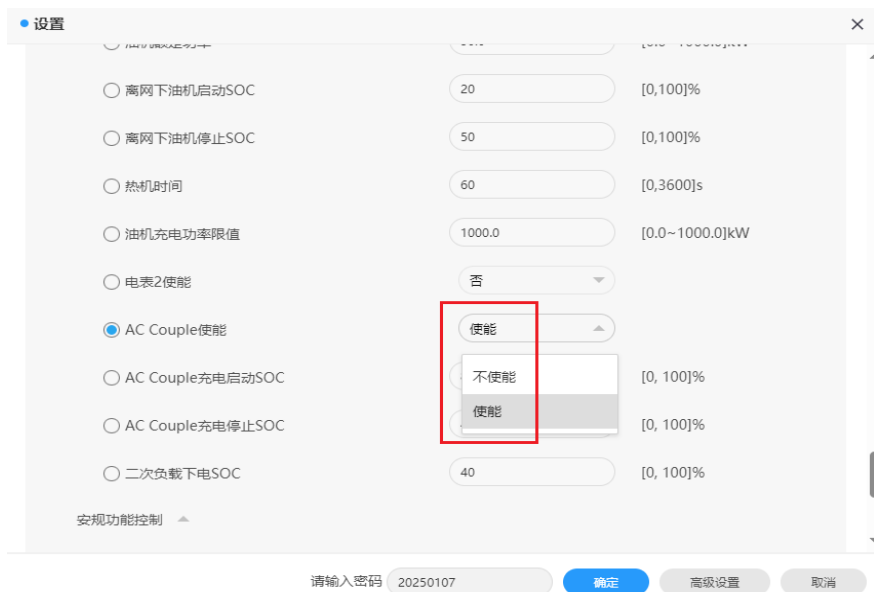 设置
离网下油机启动SOC 20 [0,100]%
离网下油机停止SOC 50 [0,100]%
热机时间 60 [0,3600]s
油机充电功率限值 1000.0 [0.0~1000.0]kW
电表2使能 否
AC Couple使能 使能
不使能
使能
AC Couple充电启动SOC [0, 100]%
AC Couple充电停止SOC [0, 100]%
二次负载下电SOC 40 [0, 100]%
安规功能控制
请输入密码 20250107 确定 高级设置 取消